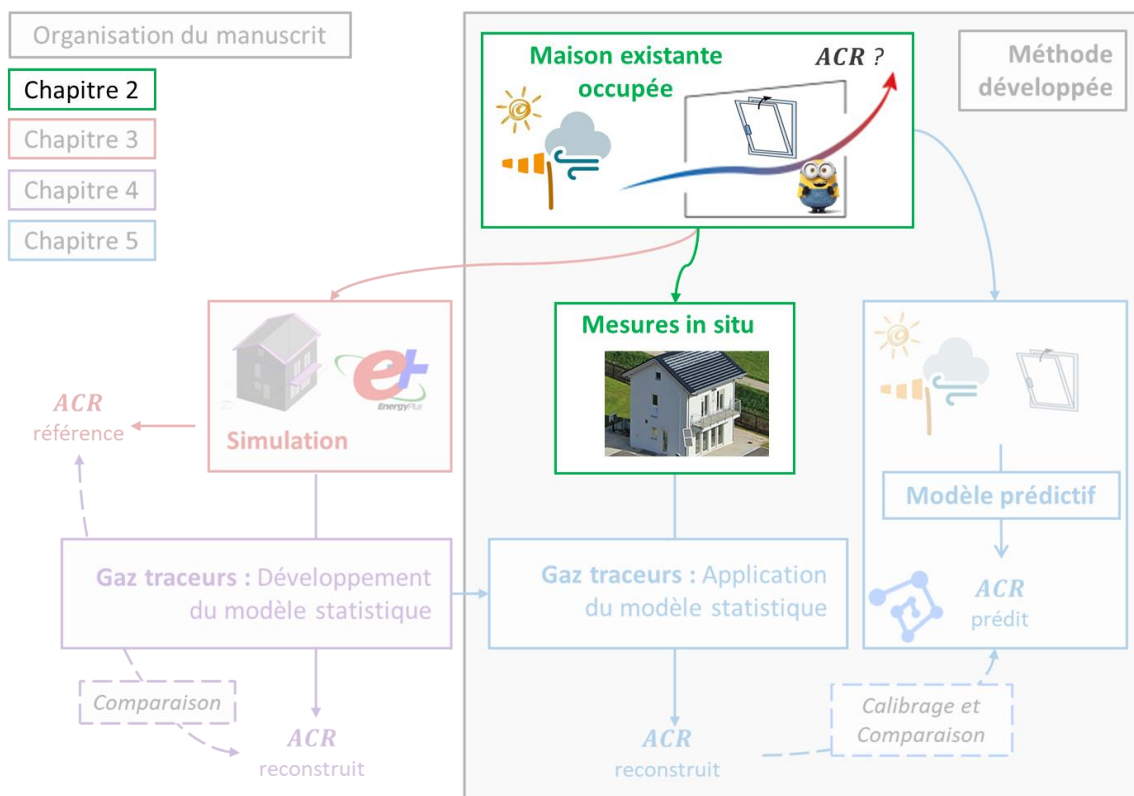 Organisation du manuscrit
Chapitre 2
Chapitre 3
Chapitre 4
Chapitre 5
Méthode
développée
Maison existante
occupée
ACR ?
Mesures in situ
e+
EnergyPlus
Simulation
ACR
référence
Modèle prédictif
ACR
prédit
Gaz traceurs : Développement
du modèle statistique
Gaz traceurs : Application
du modèle statistique
Comparaison
ACR
reconstruit
Calibrage et
Comparaison
ACR
reconstruit